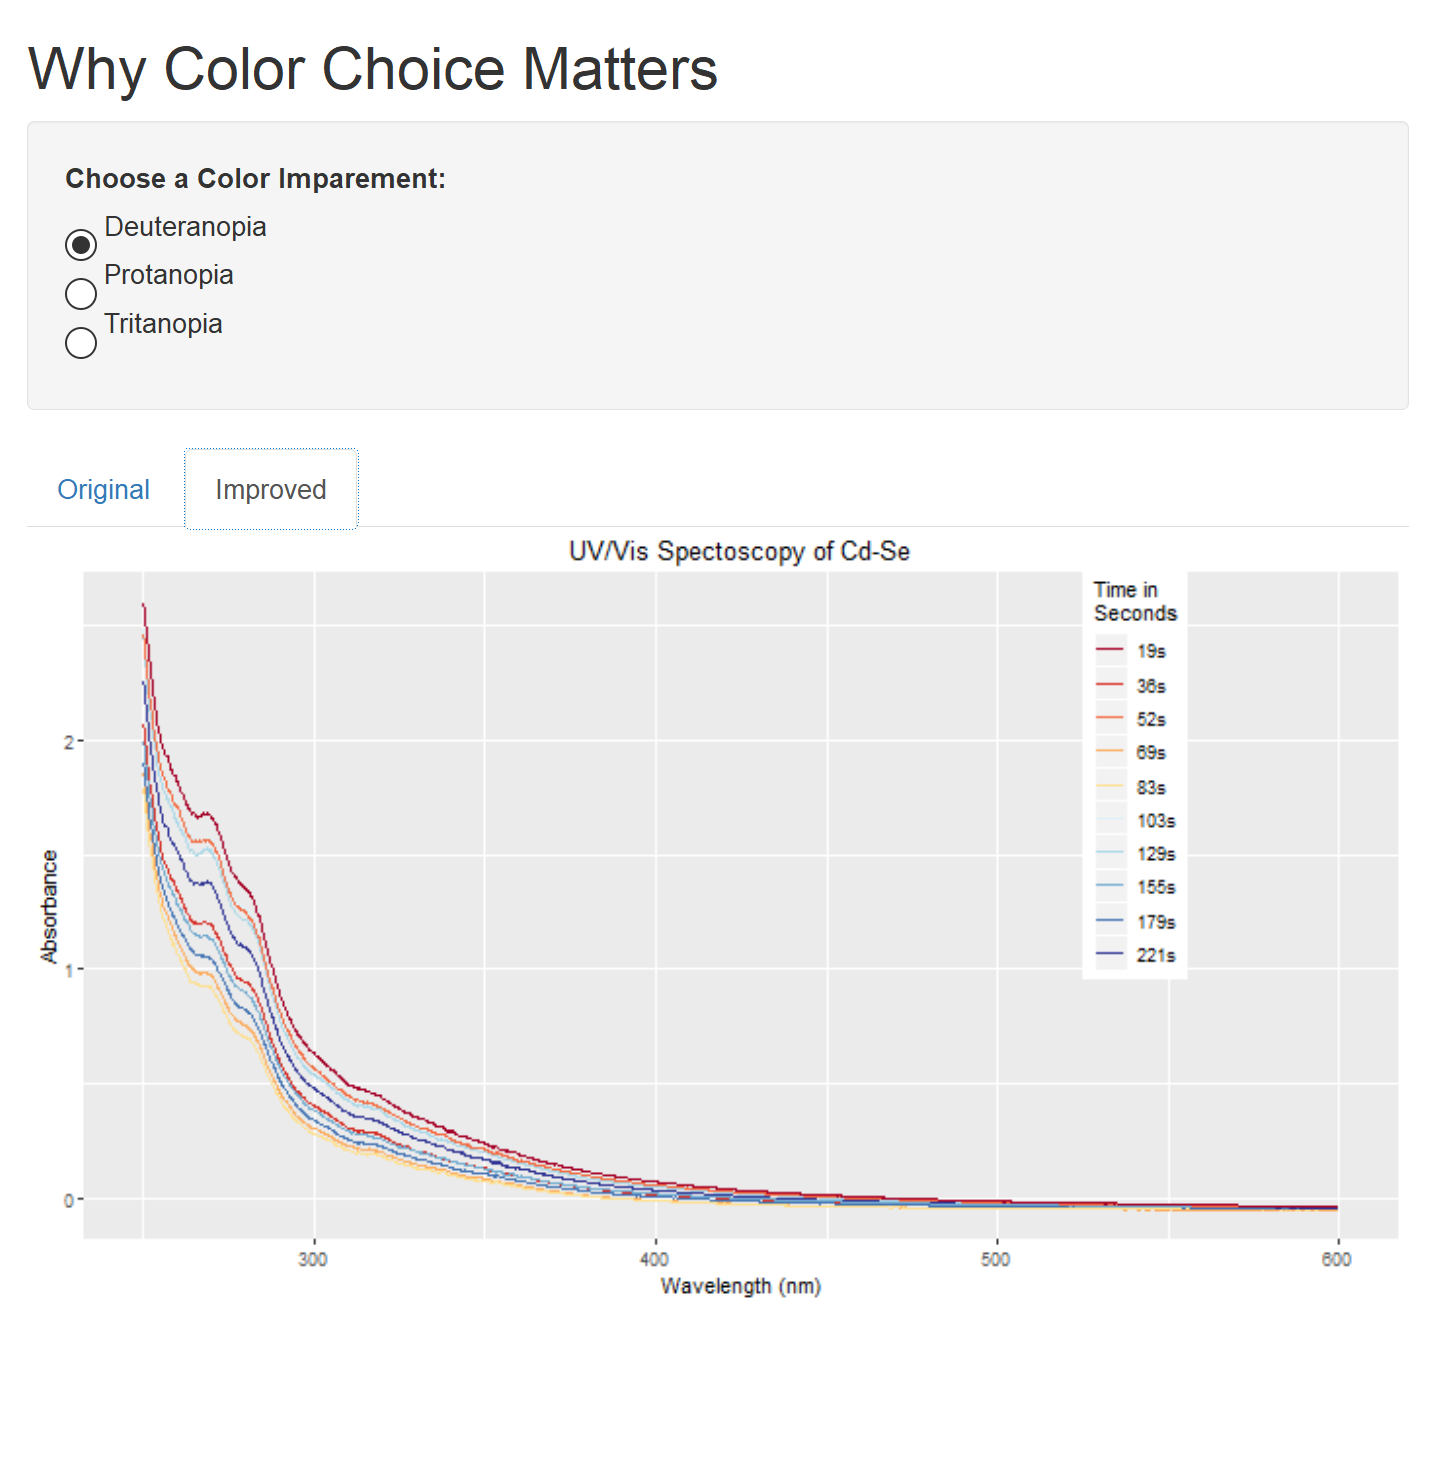 Why Color Choice Matters
Choose a Color Imparement:
Deuteranopia
Protanopia
Tritanopia
Original
Improved
UV/Vis Spectoscopy of Cd-Se
Time in
Seconds
19s
36s
52s
69s
83s
103s
129s
155s
179s
221s
Absorbance
2
1
0
300
400
500
600
Wavelength (nm)